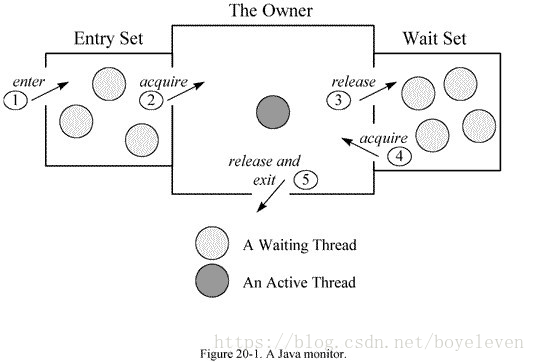 The Owner
Entry Set
Wait Set
enter
1
acquire
2
release
3
acquire
4
release and
exit
5
A Waiting Thread
An Active Thread
https://blog.csdn.net/boyeleven
Figure 20-1. A Java monitor.